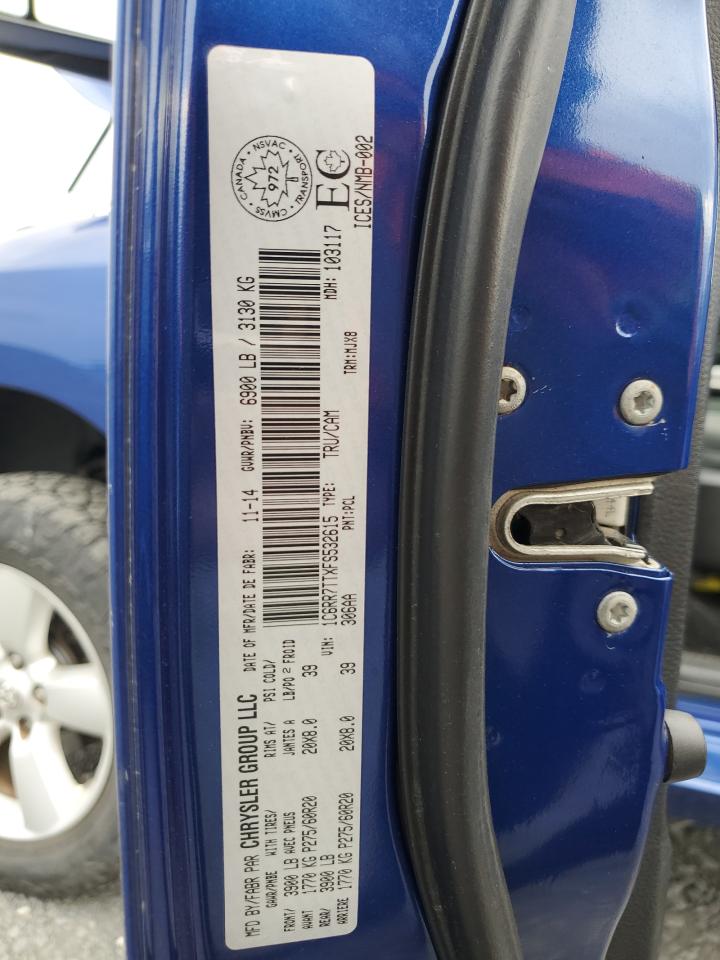 MFD BY/FABR PAR CHRYSLER GROUP LLC
DATE OF MFR/DATE DE FABR: 11-14 GVWR/PNBV: 6900 LB / 3130 KG
GAWR/PNBE WITH TIRES/ RIMS AT/ PSI COLD/
FRONT/ 3900 LB AVEC PNEUS JANTES A LB/PO 2 FROID
AVANT 1770 KG P275/60R20 20X8.0 39
REAR/ 3900 LB
ARRIERE 1770 KG P275/60R20 20X8.0 39
VIN: 1C6RR7TTXFS532615 TYPE: TRU/CAM
306AA PNT:PCL TRM:MJX8
MDH: 103117
CANADA · NSVAC · TRANSPORT · CMVSS
972
EC
ICES/NMB-002